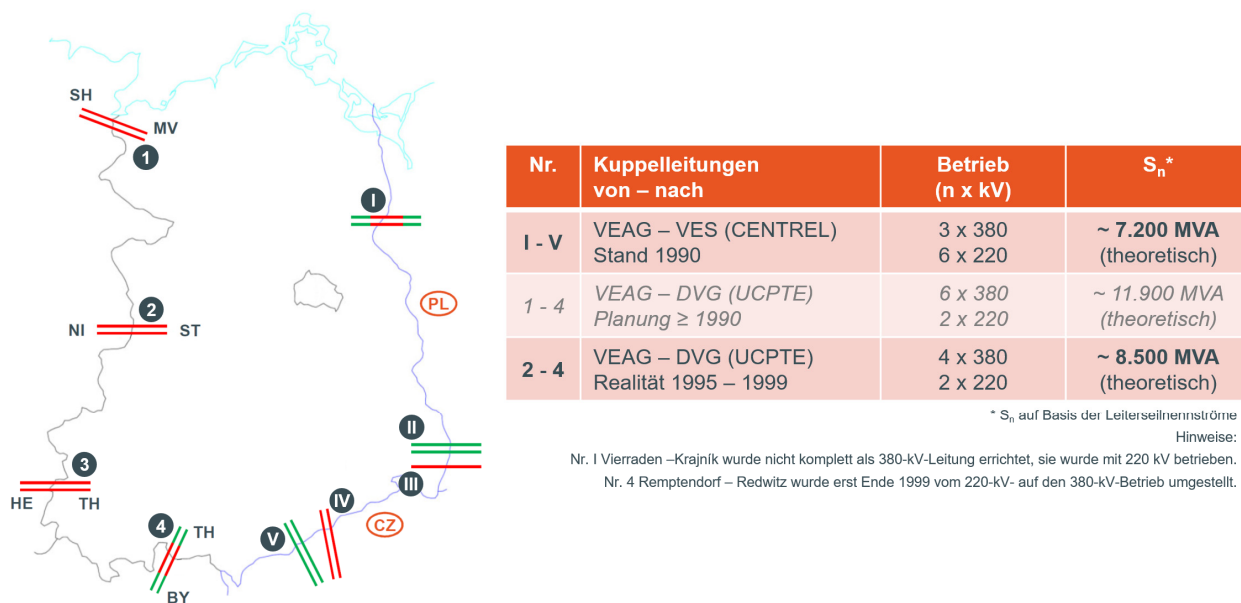 SH
MV
1
I
PL
2
NI
ST
II
3
HE
TH
III
IV
4
TH
V
CZ
BY
Nr.
Kuppelleitungen
von – nach
Betrieb
(n x kV)
Sₙ*
I - V
VEAG – VES (CENTREL)
Stand 1990
3 x 380
6 x 220
~ 7.200 MVA
(theoretisch)
1 - 4
VEAG – DVG (UCPTE)
Planung ≥ 1990
6 x 380
2 x 220
~ 11.900 MVA
(theoretisch)
2 - 4
VEAG – DVG (UCPTE)
Realität 1995 – 1999
4 x 380
2 x 220
~ 8.500 MVA
(theoretisch)
* Sₙ auf Basis der Leiterseilnennströme
Hinweise:
Nr. I Vierraden –Krajník wurde nicht komplett als 380-kV-Leitung errichtet, sie wurde mit 220 kV betrieben.
Nr. 4 Remptendorf – Redwitz wurde erst Ende 1999 vom 220-kV- auf den 380-kV-Betrieb umgestellt.